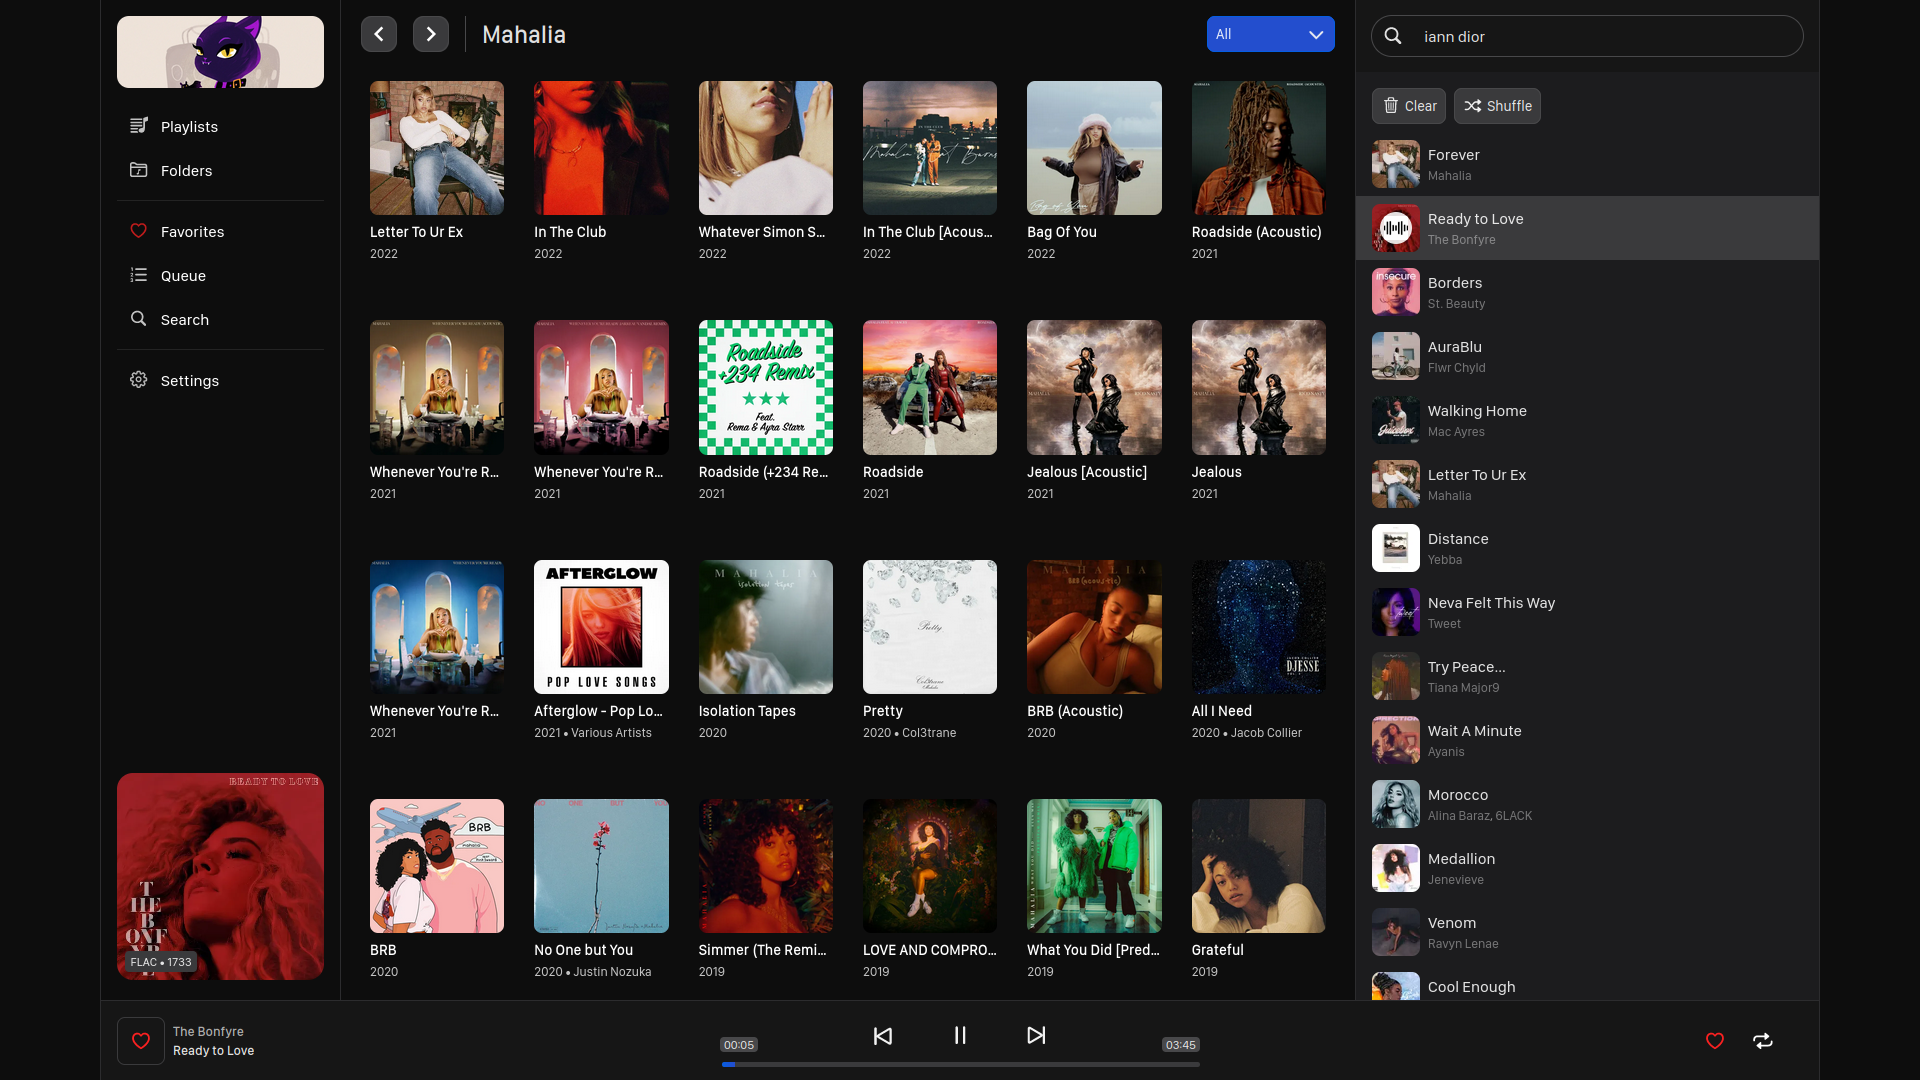 Playlists
Folders
Favorites
Queue
Search
Settings
READY TO LOVE
THE BONFYRE
FLAC • 1733
Mahalia
All
Letter To Ur Ex
2022
In The Club
2022
Whatever Simon S...
2022
In The Club [Acous...
2022
Bag Of You
2022
Roadside (Acoustic)
2021
Whenever You're R...
2021
Whenever You're R...
2021
Roadside
+234 Remix
Feat.
Rema & Ayra Starr
Roadside (+234 Re...
2021
Roadside
2021
Jealous [Acoustic]
2021
Jealous
2021
Whenever You're R...
2021
AFTERGLOW
POP LOVE SONGS
Afterglow - Pop Lo...
2021 • Various Artists
MAHALIA
isolation tapes
Isolation Tapes
2020
Pretty
Pretty
2020 • Col3trane
MAHALIA
BRB (acoustic)
BRB (Acoustic)
2020
DJESSE
All I Need
2020 • Jacob Collier
BRB
BRB
2020
No One but You
2020 • Justin Nozuka
Simmer (The Remi...
2019
LOVE AND COMPRO...
2019
MAHALIA
What You Did [Pred...
2019
Grateful
2019
iann dior
Clear
Shuffle
Forever
Mahalia
Ready to Love
The Bonfyre
insecure
Borders
St. Beauty
AuraBlu
Flwr Chyld
Juicebox
Walking Home
Mac Ayres
Letter To Ur Ex
Mahalia
Distance
Yebba
tweet
Neva Felt This Way
Tweet
Try Peace...
Tiana Major9
Wait A Minute
Ayanis
Morocco
Alina Baraz, 6LACK
Medallion
Jenevieve
Venom
Ravyn Lenae
Cool Enough
The Bonfyre
Ready to Love
00:05
03:45